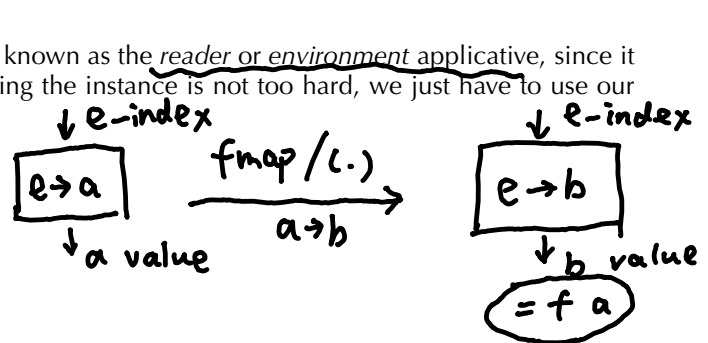 known as the reader or environment applicative, since it
ing the instance is not too hard, we just have to use our
↓ e-index
↓ e-index
e→a
fmap/(.)
e→b
a→b
↓ a value
↓ b value
= f a